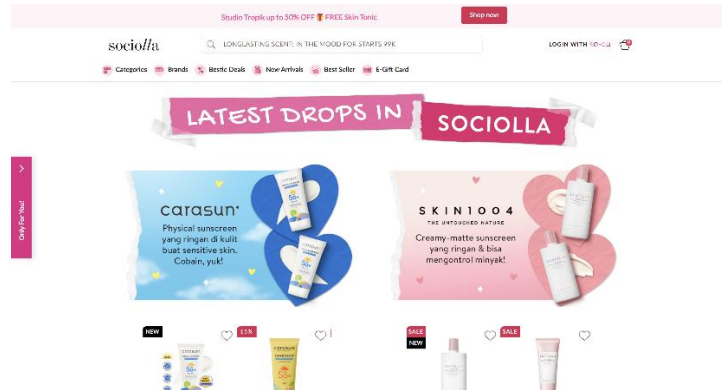 Studio Tropik up to 50% OFF 🎁 FREE Skin Tonic
Shop now
sociolla
LONGLASTING SCENT: IN THE MOOD FOR STARTS 99K
LOGIN WITH SO•CO
Categories Brands Bestie Deals New Arrivals Best Seller E-Gift Card
LATEST DROPS IN SOCIOLLA
Only For You!
carasun
Physical sunscreen
yang ringan di kulit
buat sensitive skin.
Cobain, yuk!
SKIN1004
THE UNTOUCHED NATURE
Creamy-matte sunscreen
yang ringan & bisa
mengontrol minyak!
NEW
15%
SALE
NEW
SALE